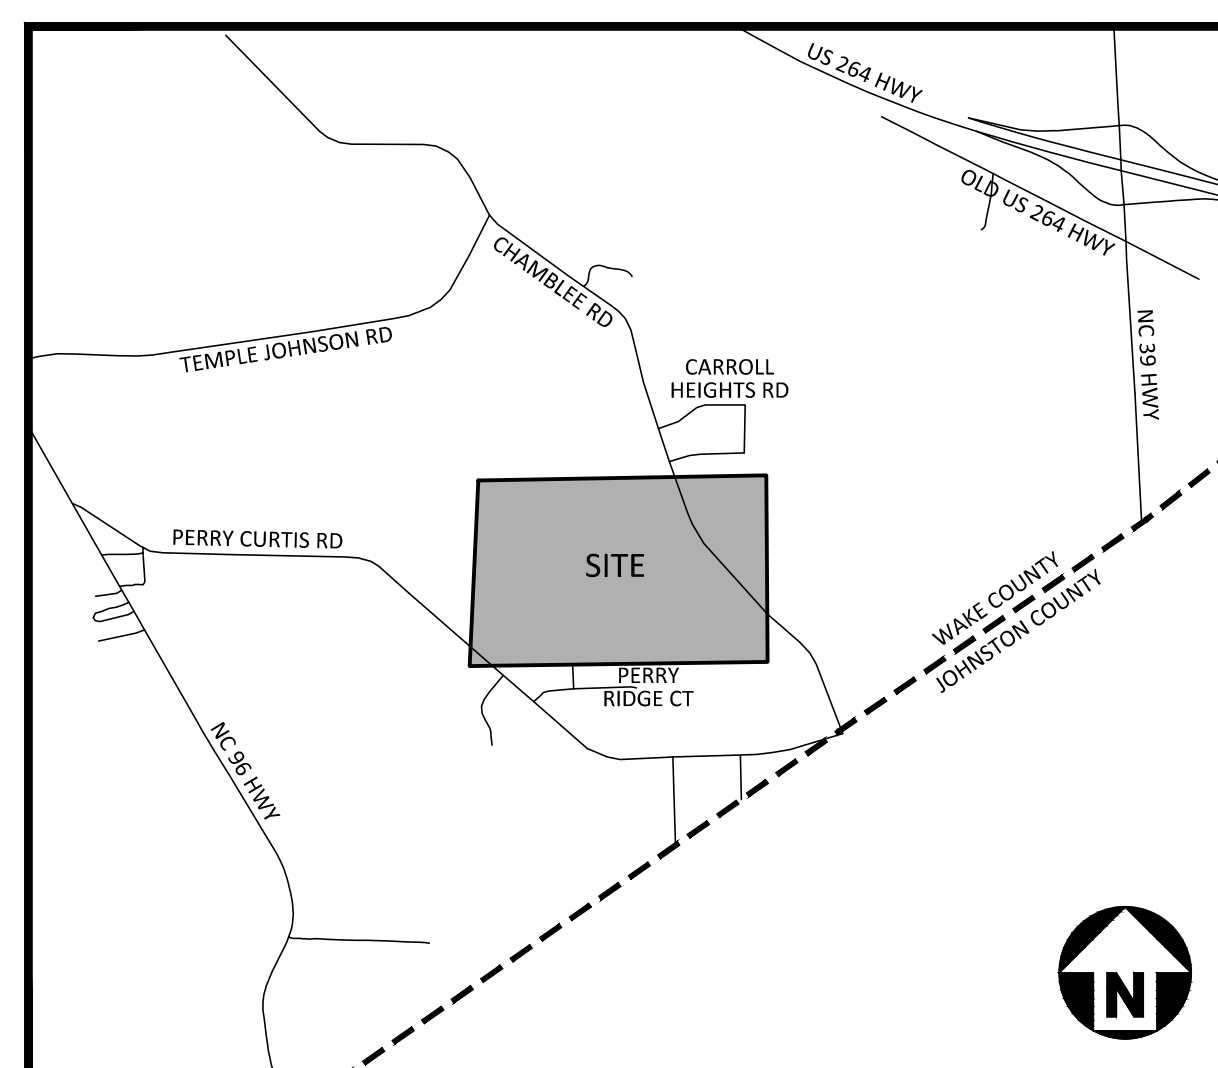 US 264 HWY
OLD US 264 HWY
CHAMBLEE RD
TEMPLE JOHNSON RD
NC 39 HWY
CARROLL
HEIGHTS RD
PERRY CURTIS RD
SITE
WAKE COUNTY
JOHNSTON COUNTY
PERRY
RIDGE CT
NC 96 HWY
N